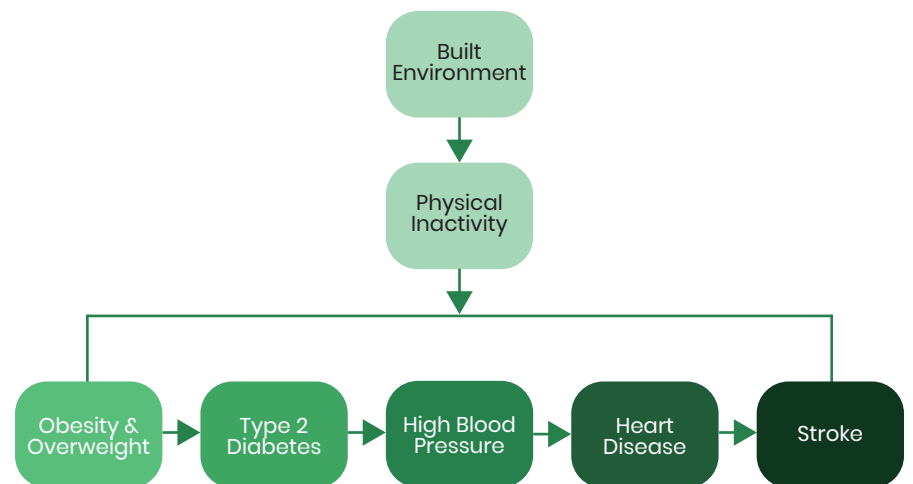 Built
Environment
Physical
Inactivity
Obesity &
Overweight
Type 2
Diabetes
High Blood
Pressure
Heart
Disease
Stroke